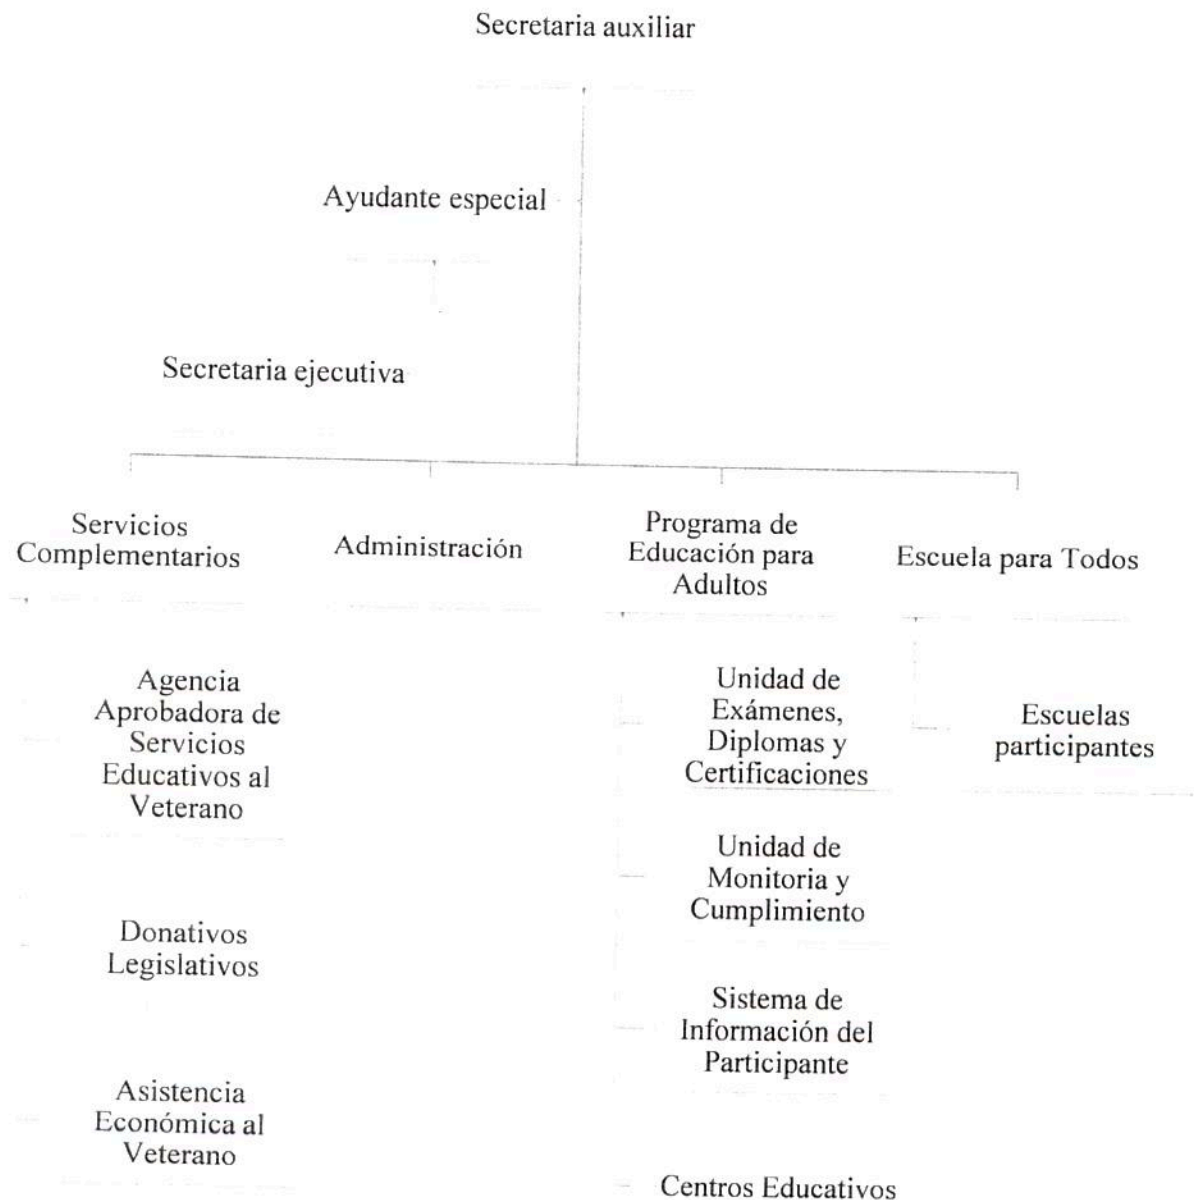 Secretaria auxiliar
Ayudante especial
Secretaria ejecutiva
Servicios
Complementarios
Administración
Programa de
Educación para
Adultos
Escuela para Todos
Agencia
Aprobadora de
Servicios
Educativos al
Veterano
Donativos
Legislativos
Asistencia
Económica al
Veterano
Unidad de
Exámenes,
Diplomas y
Certificaciones
Unidad de
Monitoria y
Cumplimiento
Sistema de
Información del
Participante
Centros Educativos
Escuelas
participantes